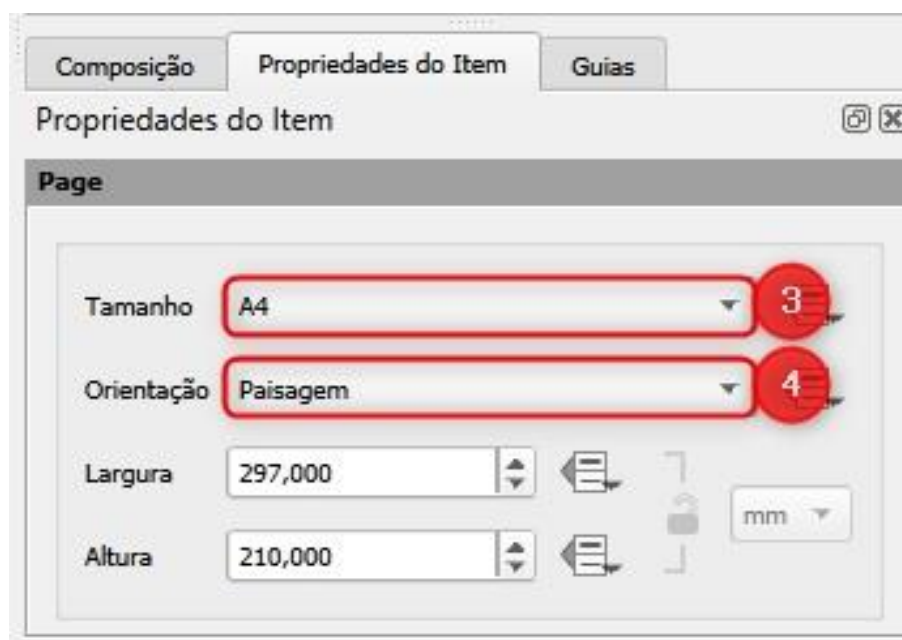 Composição Propriedades do Item Guias
Propriedades do Item
Page
Tamanho A4 3
Orientação Paisagem 4
Largura 297,000
mm
Altura 210,000